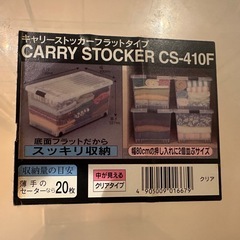 キャリーストッカーフラットタイプ
CARRY STOCKER CS-410F
底面フラットだから
スッキリ収納
幅80cmの押し入れに2個並ぶサイズ
収納量の目安
薄手の
セーターなら20枚
中が見える
クリアタイプ
クリア
4905009016679